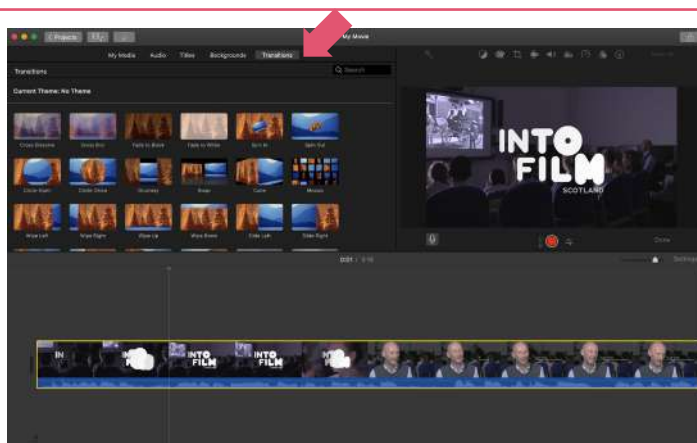 Projects
My Movie
My Media Audio Titles Backgrounds Transitions
Transitions
Search
Current Theme: No Theme
Cross Dissolve Cross Blur Fade to Black Fade to White Spin In Spin Out
Circle Open Circle Close Doorway Swap Cube Mosaic
Wipe Left Wipe Right Wipe Up Wipe Down Slide Left Slide Right
INTO
FILM
SCOTLAND
Done
Settings
IN
INTO
FILM
INTO
FILM